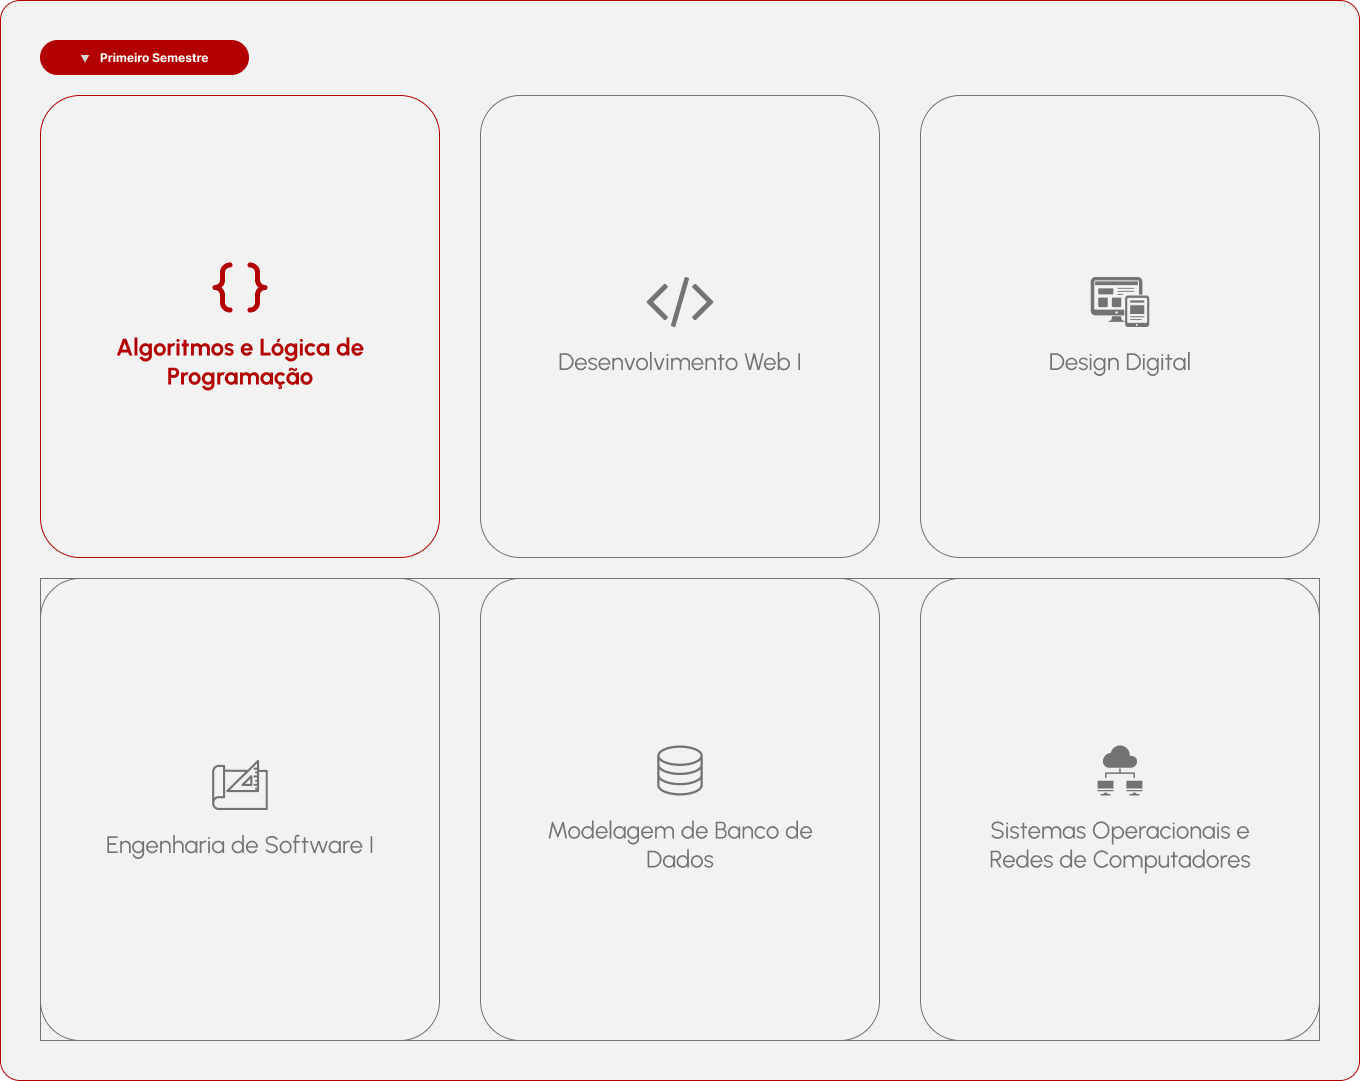 Primeiro Semestre
Algoritmos e Lógica de
Programação
Desenvolvimento Web I
Design Digital
Engenharia de Software I
Modelagem de Banco de
Dados
Sistemas Operacionais e
Redes de Computadores